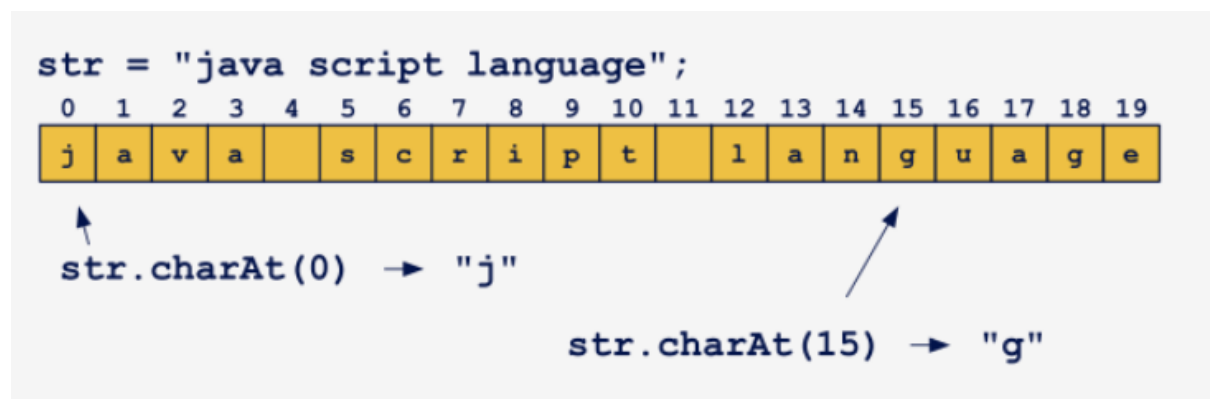 str = "java script language";
0 1 2 3 4 5 6 7 8 9 10 11 12 13 14 15 16 17 18 19
j a v a s c r i p t l a n g u a g e
str.charAt(0) → "j"
str.charAt(15) → "g"